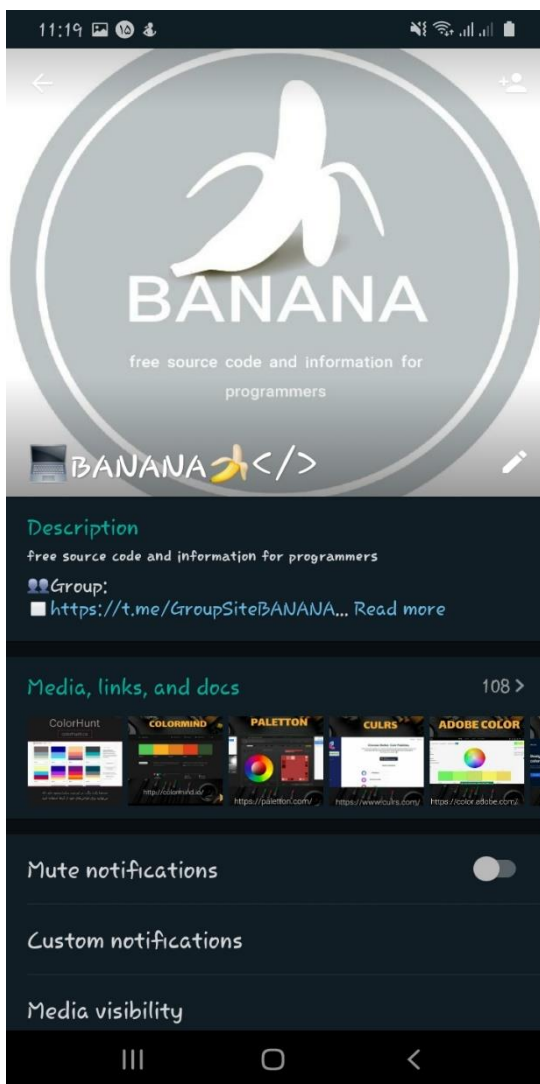 11:19
۱۵
BANANA
free source code and information for
programmers
💻BANANA🍌</>
Description
free source code and information for programmers
👥Group:
◻️https://t.me/GroupSiteBANANA... Read more
Media, links, and docs
108 >
ColorHunt
COLORMIND
http://colormind.io/
PALETTON
https://paletton.com/
CULRS
https://www.culrs.com/
ADOBE COLOR
https://color.adobe.com/
Mute notifications
Custom notifications
Media visibility